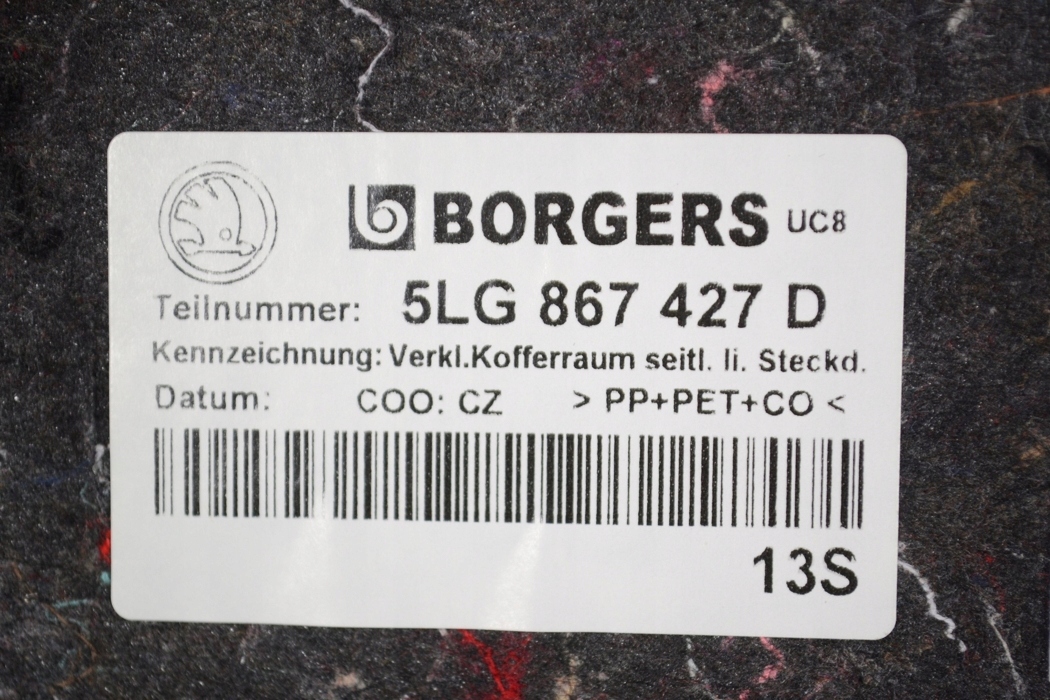 BORGERS UC8
Teilnummer: 5LG 867 427 D
Kennzeichnung: Verkl.Kofferraum seitl. li. Steckd.
Datum: COO: CZ > PP+PET+CO <
13S